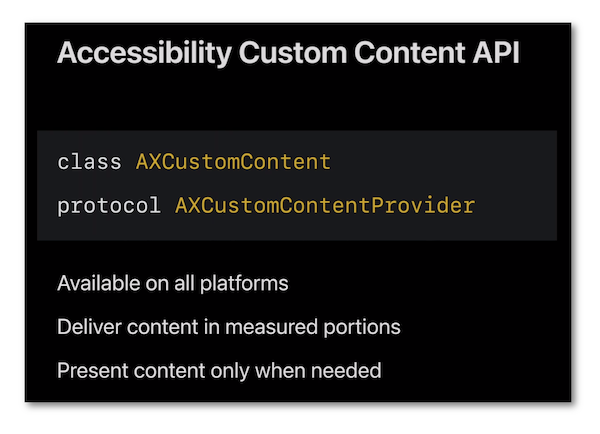 Accessibility Custom Content API
class AXCustomContent
protocol AXCustomContentProvider
Available on all platforms
Deliver content in measured portions
Present content only when needed